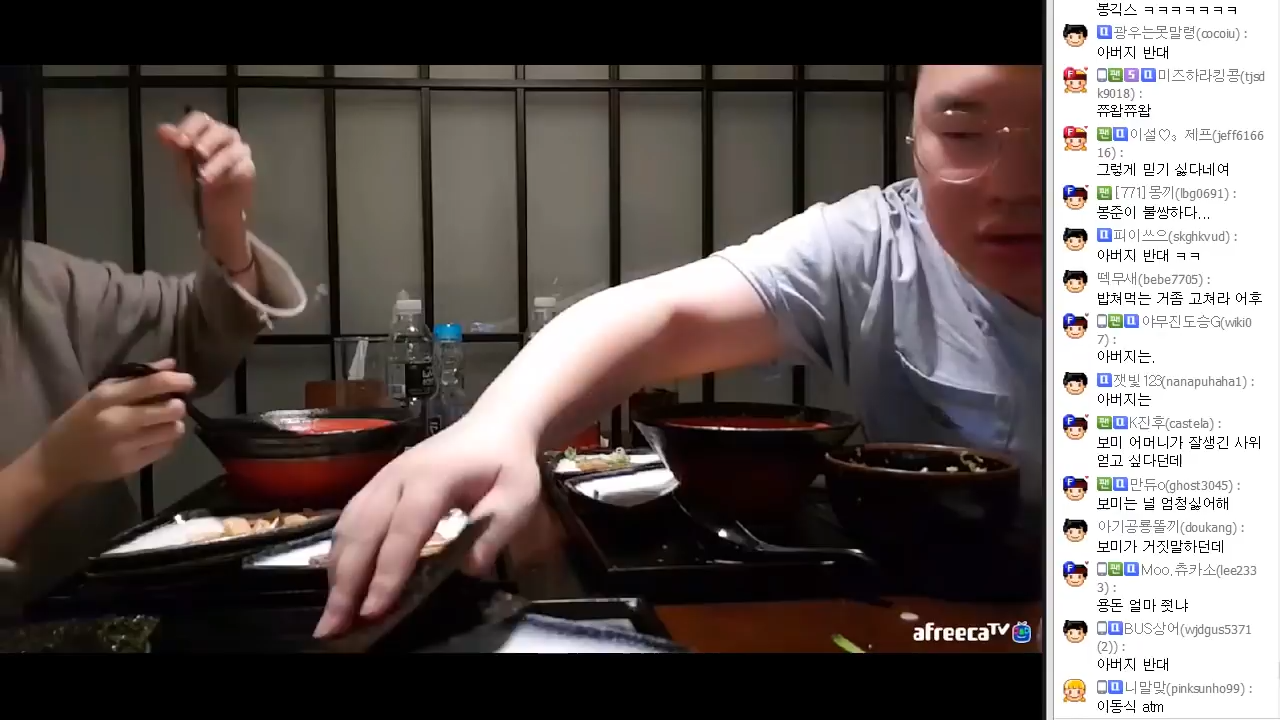 봉긱스 ㅋㅋㅋㅋㅋㅋㅋ
광우는못말령(cocoiu) :
아버지 반대
미즈하라킹콩(tjsd
k9018) :
쮸왑쮸왑
이설♡。제프(jeff6166
16) :
그렇게 믿기 싫다네여
[771]몽끼(lbg0691) :
봉준이 불쌍하다...
피이쓰으(skghkvud) :
아버지 반대 ㅋㅋ
떽무새(bebe7705) :
밥쳐먹는 거좀 고쳐라 어후
야무진도승G(wiki0
7) :
아버지는.
잿빛123(nanapuhaha1) :
아버지는
K진후(castela) :
보미 어머니가 잘생긴 사위
얻고 싶다던데
만듀o(ghost3045) :
보미는 널 엄청싫어해
아기공룡똘끼(doukang) :
보미가 거짓말하던데
Moo.츄카소(lee233
3) :
용돈 얼마 줫냐
BUS상어(wjdgus5371
(2)) :
아버지 반대
니말맞(pinksunho99) :
이동식 atm
afreecaTV